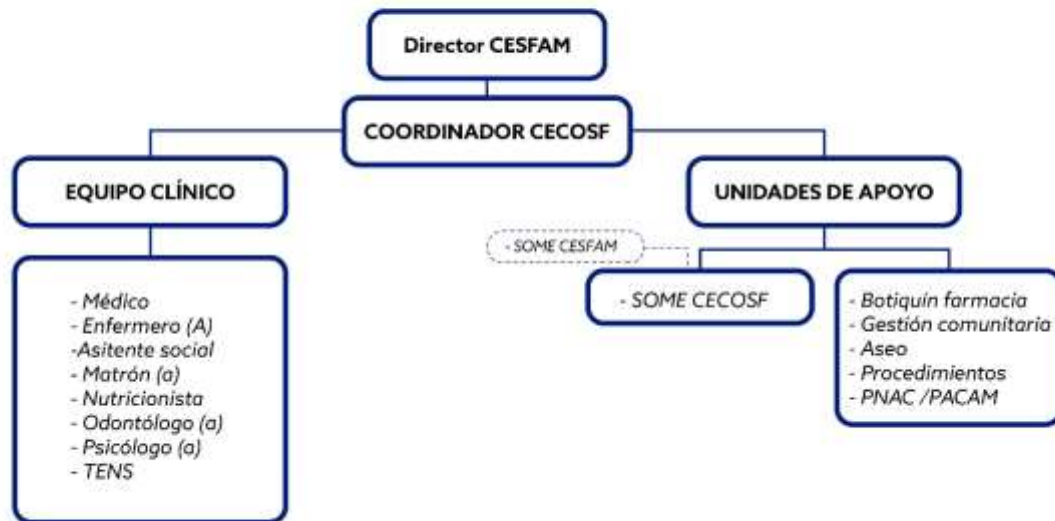 Director CESFAM
COORDINADOR CECOSF
EQUIPO CLÍNICO
UNIDADES DE APOYO
- SOME CESFAM
- Médico
- Enfermero (A)
-Asitente social
- Matrón (a)
- Nutricionista
- Odontólogo (a)
- Psicólogo (a)
- TENS
- SOME CECOSF
- Botiquín farmacia
- Gestión comunitaria
- Aseo
- Procedimientos
- PNAC /PACAM